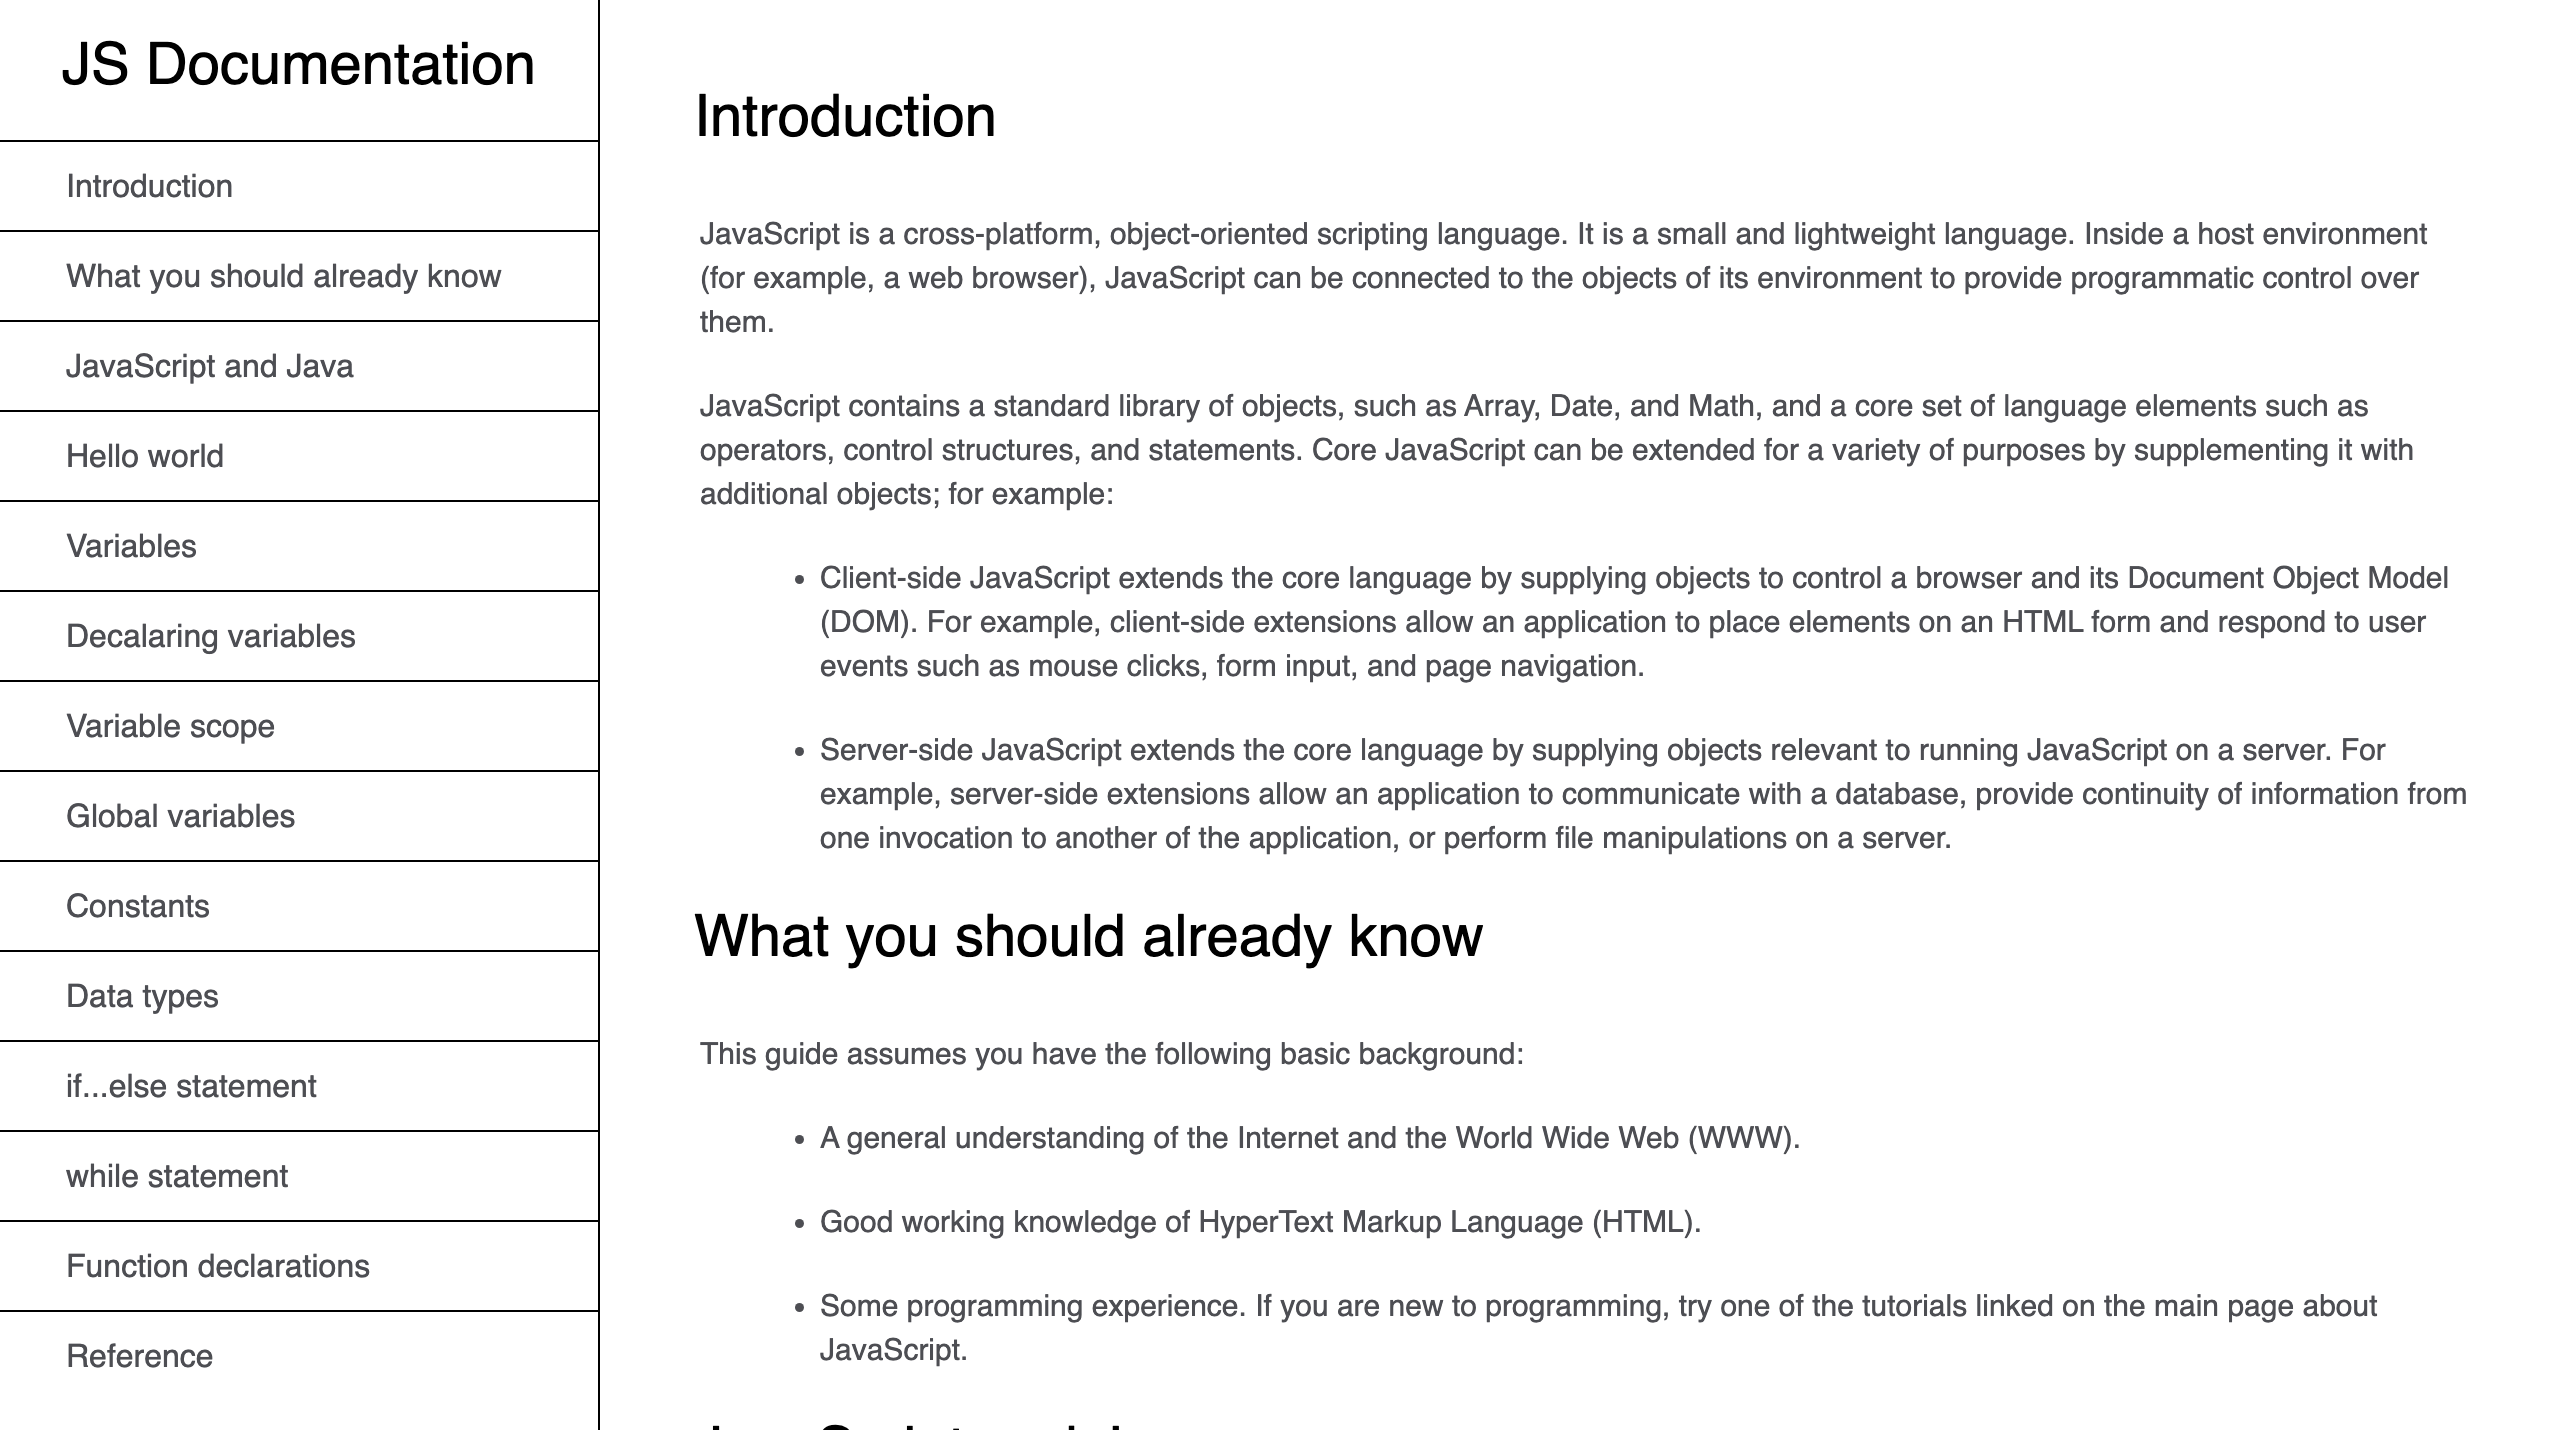 JS Documentation
Introduction
What you should already know
JavaScript and Java
Hello world
Variables
Decalaring variables
Variable scope
Global variables
Constants
Data types
if...else statement
while statement
Function declarations
Reference
Introduction
JavaScript is a cross-platform, object-oriented scripting language. It is a small and lightweight language. Inside a host environment
(for example, a web browser), JavaScript can be connected to the objects of its environment to provide programmatic control over
them.
JavaScript contains a standard library of objects, such as Array, Date, and Math, and a core set of language elements such as
operators, control structures, and statements. Core JavaScript can be extended for a variety of purposes by supplementing it with
additional objects; for example:
• Client-side JavaScript extends the core language by supplying objects to control a browser and its Document Object Model
(DOM). For example, client-side extensions allow an application to place elements on an HTML form and respond to user
events such as mouse clicks, form input, and page navigation.
• Server-side JavaScript extends the core language by supplying objects relevant to running JavaScript on a server. For
example, server-side extensions allow an application to communicate with a database, provide continuity of information from
one invocation to another of the application, or perform file manipulations on a server.
What you should already know
This guide assumes you have the following basic background:
• A general understanding of the Internet and the World Wide Web (WWW).
• Good working knowledge of HyperText Markup Language (HTML).
• Some programming experience. If you are new to programming, try one of the tutorials linked on the main page about
JavaScript.